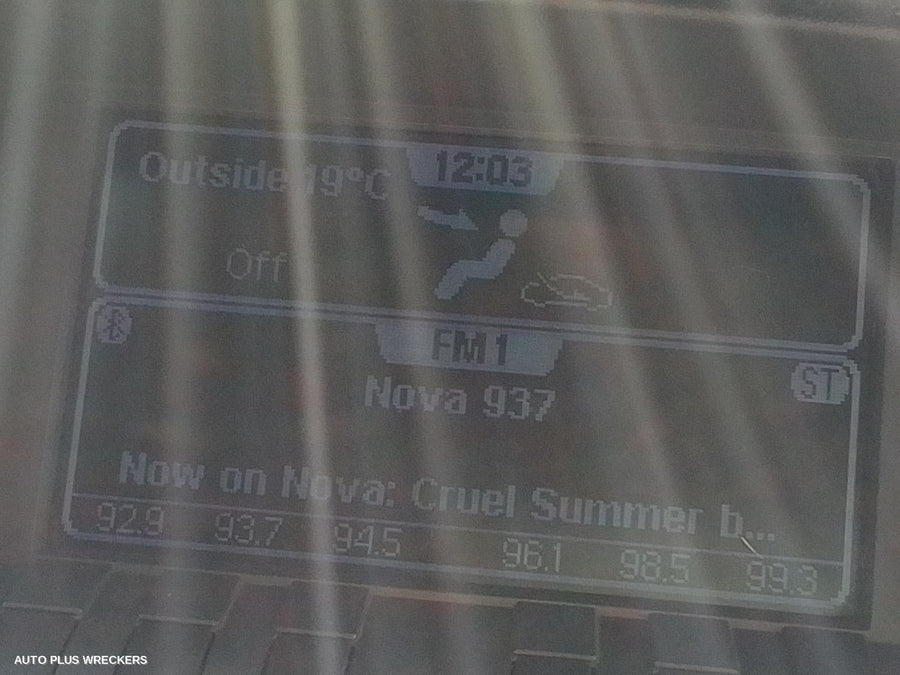 Outside 19°C
12:03
Off
FM1
ST
Nova 937
Now on Nova: Cruel Summer b...
92.9 93.7 94.5 96.1 98.5 99.3
AUTO PLUS WRECKERS